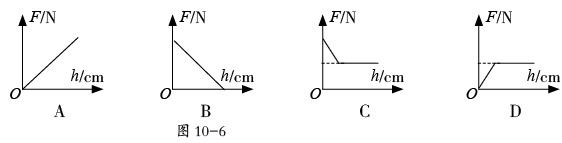 F/N F/N F/N F/N
h/cm h/cm h/cm h/cm
O O O O
A B C D
图 10-6